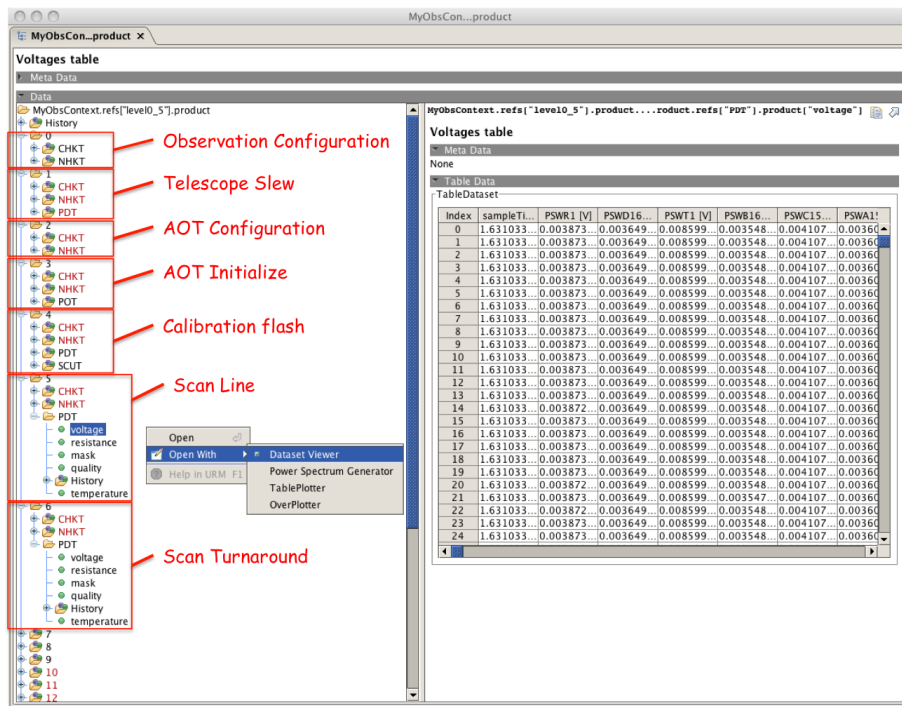 MyObsCon...product
MyObsCon...product ×
Voltages table
Meta Data
Data
MyObsContext.refs["level0_5"].product
History
0
CHKT
NHKT
Observation Configuration
1
CHKT
NHKT
PDT
Telescope Slew
2
CHKT
NHKT
AOT Configuration
3
CHKT
NHKT
POT
AOT Initialize
4
CHKT
NHKT
PDT
SCUT
Calibration flash
5
CHKT
NHKT
PDT
voltage
resistance
mask
quality
History
temperature
Scan Line
Open
Open With
Help in URM F1
Dataset Viewer
Power Spectrum Generator
TablePlotter
OverPlotter
6
CHKT
NHKT
PDT
voltage
resistance
mask
quality
History
temperature
Scan Turnaround
7
8
9
10
11
12
MyObsContext.refs["level0_5"].product....roduct.refs["PDT"].product["voltage"]
Voltages table
Meta Data
None
Table Data
TableDataset
Index sampleTi... PSWR1 [V] PSWD16... PSWT1 [V] PSWB16... PSWC15... PSWA1
0 1.631033... 0.003873... 0.003649... 0.008599... 0.003548... 0.004107... 0.00360
1 1.631033... 0.003873... 0.003649... 0.008599... 0.003548... 0.004107... 0.00360
2 1.631033... 0.003873... 0.003649... 0.008599... 0.003548... 0.004107... 0.00360
3 1.631033... 0.003873... 0.003649... 0.008599... 0.003548... 0.004107... 0.00360
4 1.631033... 0.003873... 0.003649... 0.008599... 0.003548... 0.004107... 0.00360
5 1.631033... 0.003873... 0.003649... 0.008599... 0.003548... 0.004107... 0.00360
6 1.631033... 0.003873... 0.003649... 0.008599... 0.003548... 0.004107... 0.00360
7 1.631033... 0.003873... 0.003649... 0.008599... 0.003548... 0.004107... 0.00360
8 1.631033... 0.003873... 0.003649... 0.008599... 0.003548... 0.004107... 0.00360
9 1.631033... 0.003873... 0.003649... 0.008599... 0.003548... 0.004107... 0.00360
10 1.631033... 0.003873... 0.003649... 0.008599... 0.003548... 0.004107... 0.00360
11 1.631033... 0.003873... 0.003649... 0.008599... 0.003548... 0.004107... 0.00360
12 1.631033... 0.003873... 0.003649... 0.008599... 0.003548... 0.004107... 0.00360
13 1.631033... 0.003873... 0.003649... 0.008599... 0.003548... 0.004107... 0.00360
14 1.631033... 0.003872... 0.003649... 0.008599... 0.003548... 0.004107... 0.00360
15 1.631033... 0.003873... 0.003649... 0.008599... 0.003548... 0.004107... 0.00360
16 1.631033... 0.003873... 0.003649... 0.008599... 0.003548... 0.004107... 0.00360
17 1.631033... 0.003873... 0.003649... 0.008599... 0.003548... 0.004107... 0.00360
18 1.631033... 0.003873... 0.003649... 0.008599... 0.003548... 0.004107... 0.00360
19 1.631033... 0.003873... 0.003649... 0.008599... 0.003548... 0.004107... 0.00360
20 1.631033... 0.003872... 0.003649... 0.008599... 0.003548... 0.004107... 0.00360
21 1.631033... 0.003873... 0.003649... 0.008599... 0.003547... 0.004107... 0.00360
22 1.631033... 0.003872... 0.003649... 0.008599... 0.003548... 0.004107... 0.00360
23 1.631033... 0.003873... 0.003649... 0.008599... 0.003548... 0.004107... 0.00360
24 1.631033... 0.003873... 0.003649... 0.008599... 0.003548... 0.004107... 0.00360